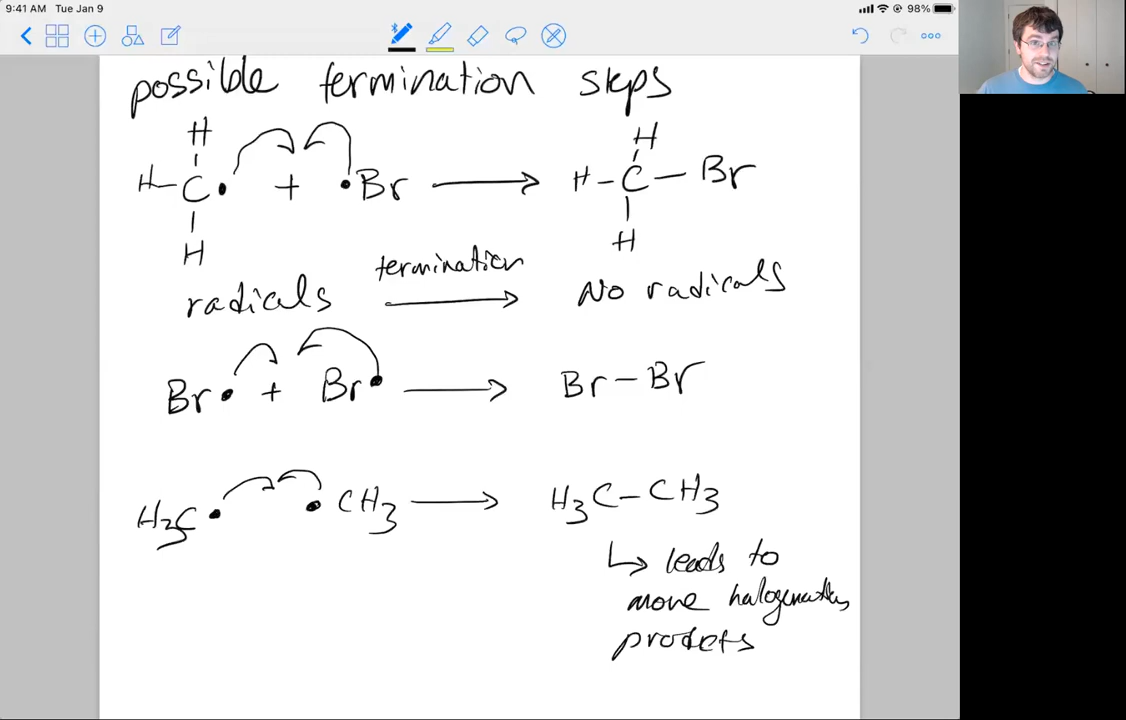 9:41 AM Tue Jan 9
98%
possible termination steps
H
H-C• + •Br → H-C-Br
H
H
H
radicals termination → No radicals
Br• + Br• → Br-Br
H3C• •CH3 → H3C-CH3
↳ leads to
more halogenation
prodcts